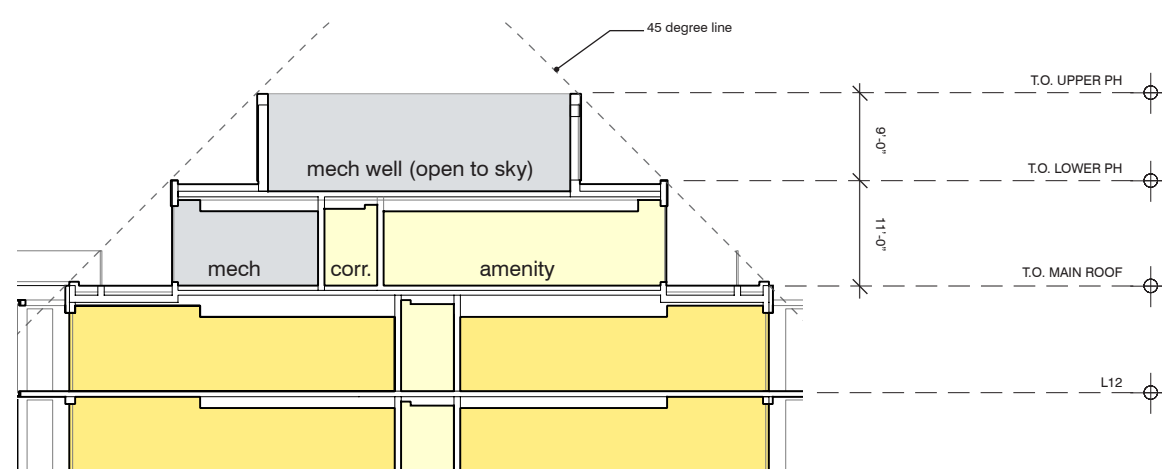 45 degree line
T.O. UPPER PH
9'-0"
mech well (open to sky)
T.O. LOWER PH
11'-0"
mech
corr.
amenity
T.O. MAIN ROOF
L12